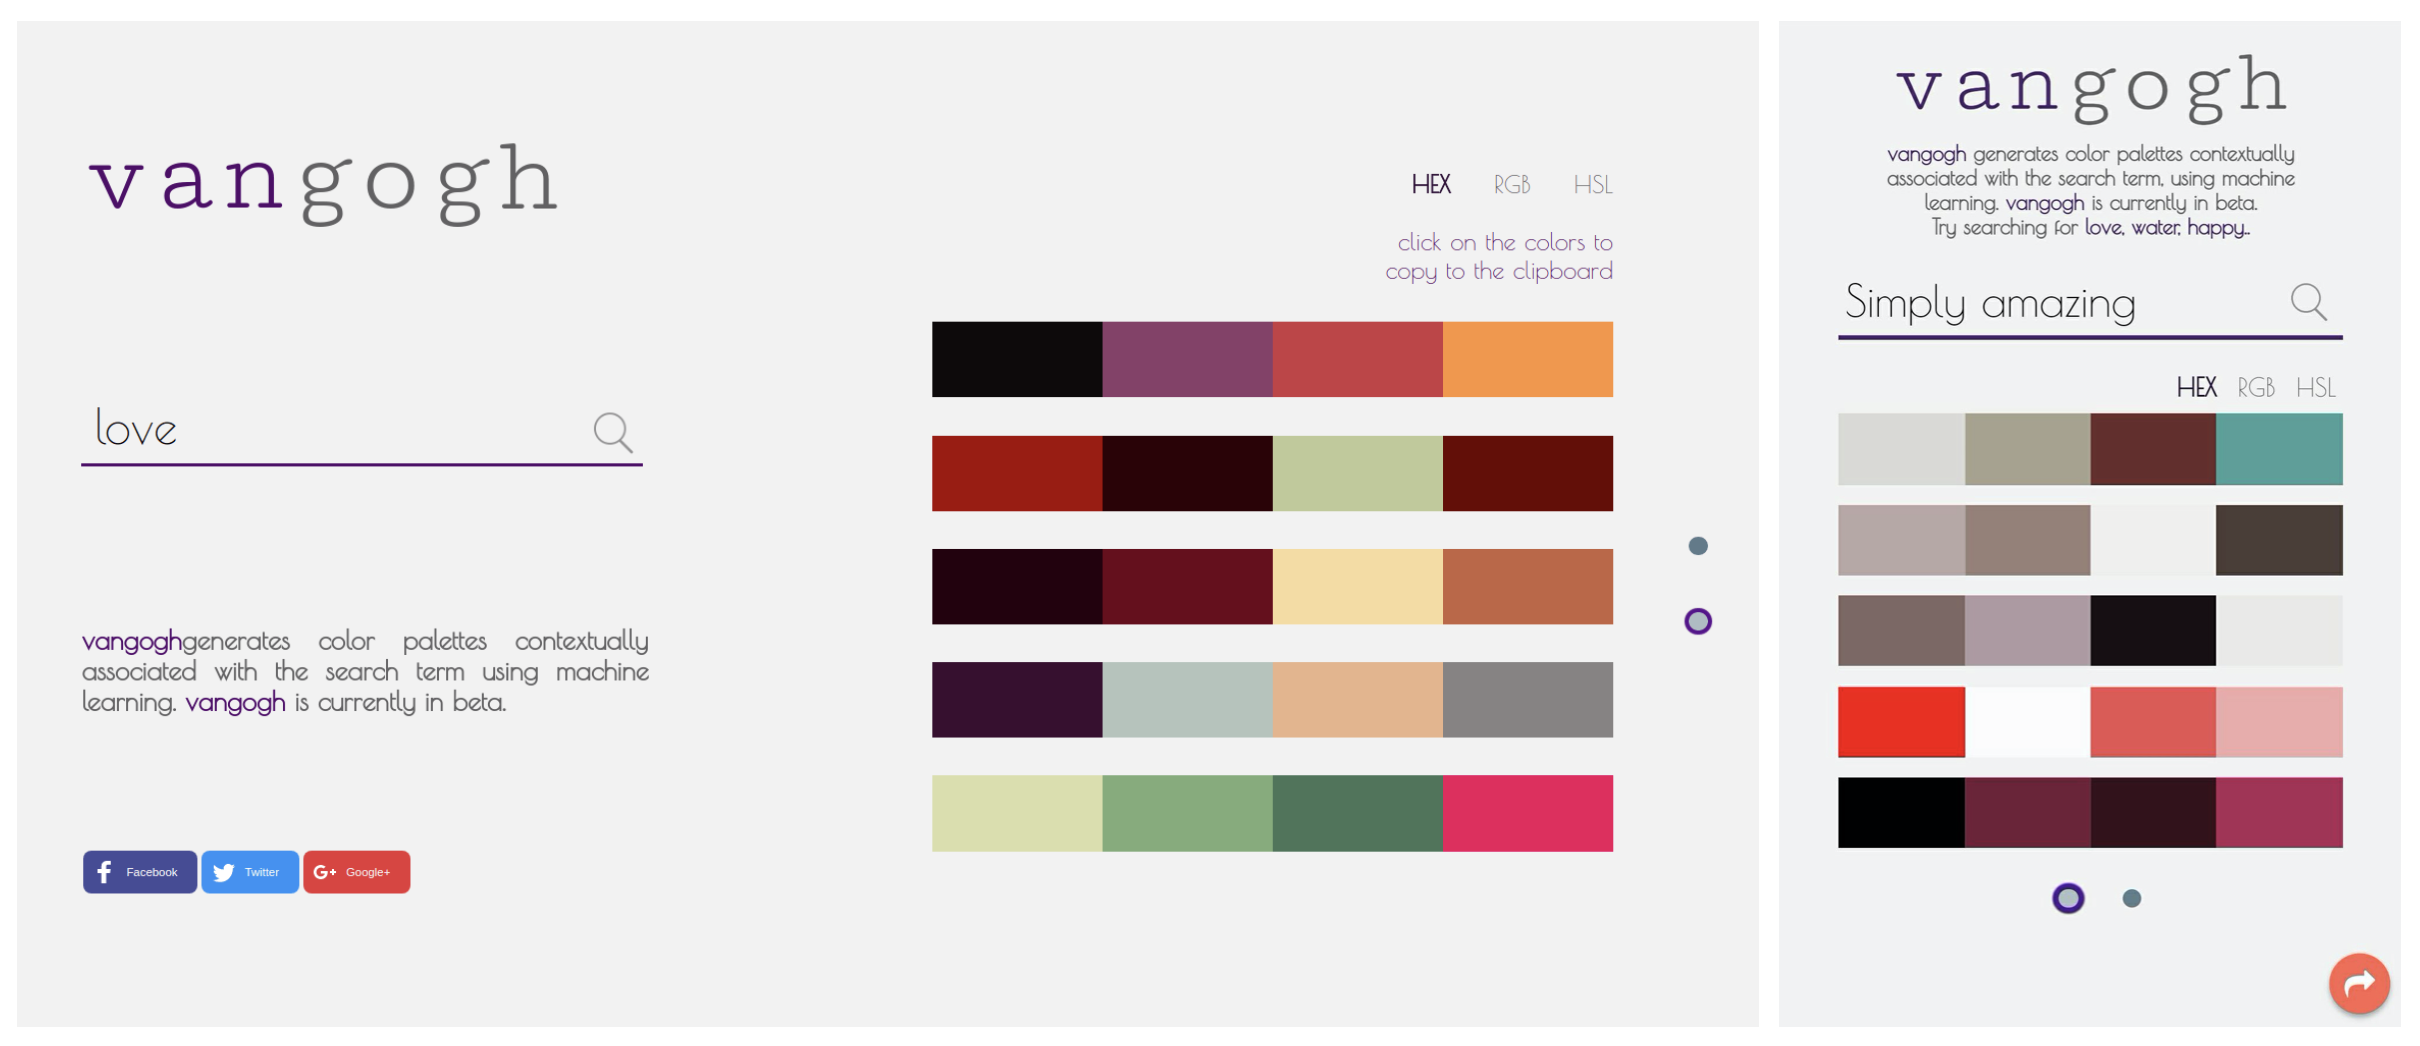 vangogh
love
vangoghgenerates color palettes contextually
associated with the search term using machine
learning. vangogh is currently in beta.
Facebook Twitter Google+
HEX RGB HSL
click on the colors to
copy to the clipboard
vangogh
vangogh generates color palettes contextually
associated with the search term, using machine
learning. vangogh is currently in beta.
Try searching for love, water, happy..
Simply amazing
HEX RGB HSL